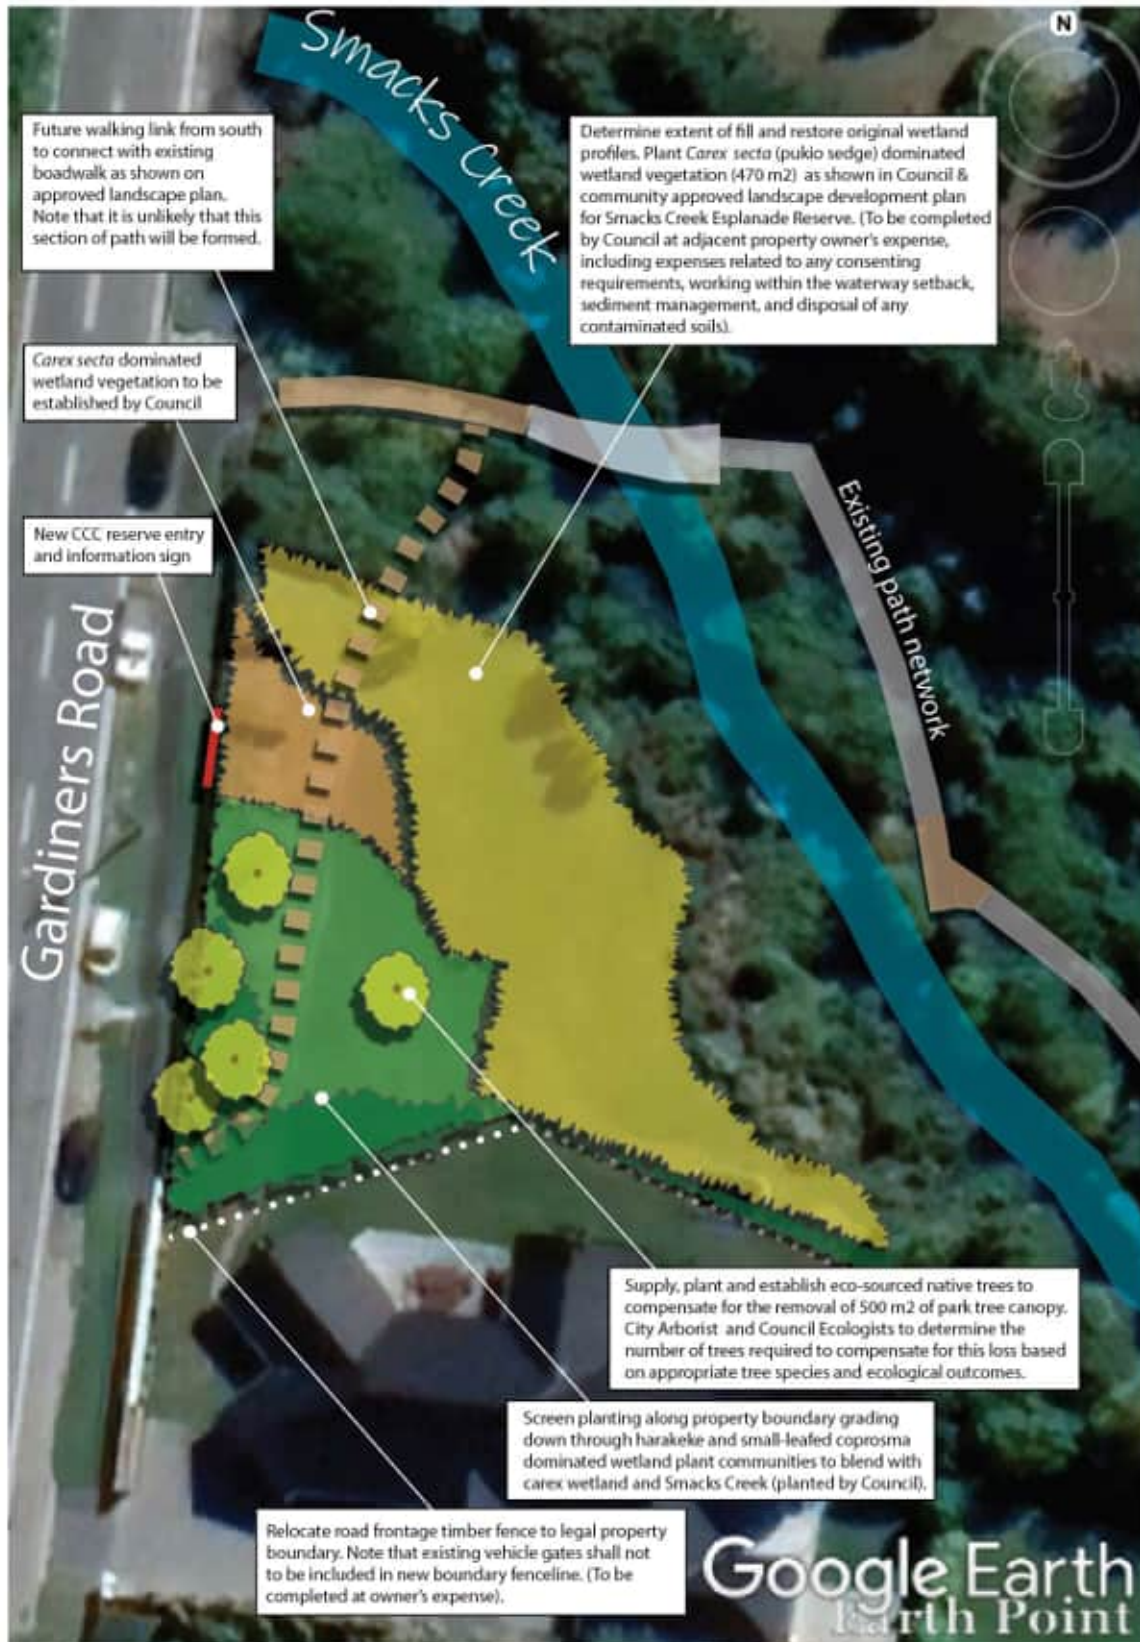 N
Smacks Creek
Future walking link from south
to connect with existing
boadwalk as shown on
approved landscape plan.
Note that it is unlikely that this
section of path will be formed.
Determine extent of fill and restore original wetland
profiles. Plant Carex secta (pukio sedge) dominated
wetland vegetation (470 m2) as shown in Council &
community approved landscape development plan
for Smacks Creek Esplanade Reserve. (To be completed
by Council at adjacent property owner's expense,
including expenses related to any consenting
requirements, working within the waterway setback,
sediment management, and disposal of any
contaminated soils).
Carex secta dominated
wetland vegetation to be
established by Council
New CCC reserve entry
and information sign
Existing path network
Gardiners Road
Supply, plant and establish eco-sourced native trees to
compensate for the removal of 500 m2 of park tree canopy.
City Arborist and Council Ecologists to determine the
number of trees required to compensate for this loss based
on appropriate tree species and ecological outcomes.
Screen planting along property boundary grading
down through harakeke and small-leafed coprosma
dominated wetland plant communities to blend with
carex wetland and Smacks Creek (planted by Council).
Relocate road frontage timber fence to legal property
boundary. Note that existing vehicle gates shall not
to be included in new boundary fenceline. (To be
completed at owner's expense).
Google Earth
Earth Point